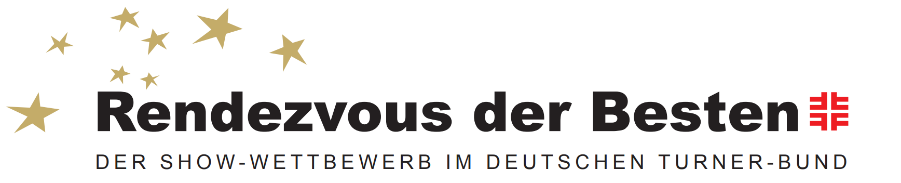 Rendezvous der Besten
DER SHOW-WETTBEWERB IM DEUTSCHEN TURNER-BUND